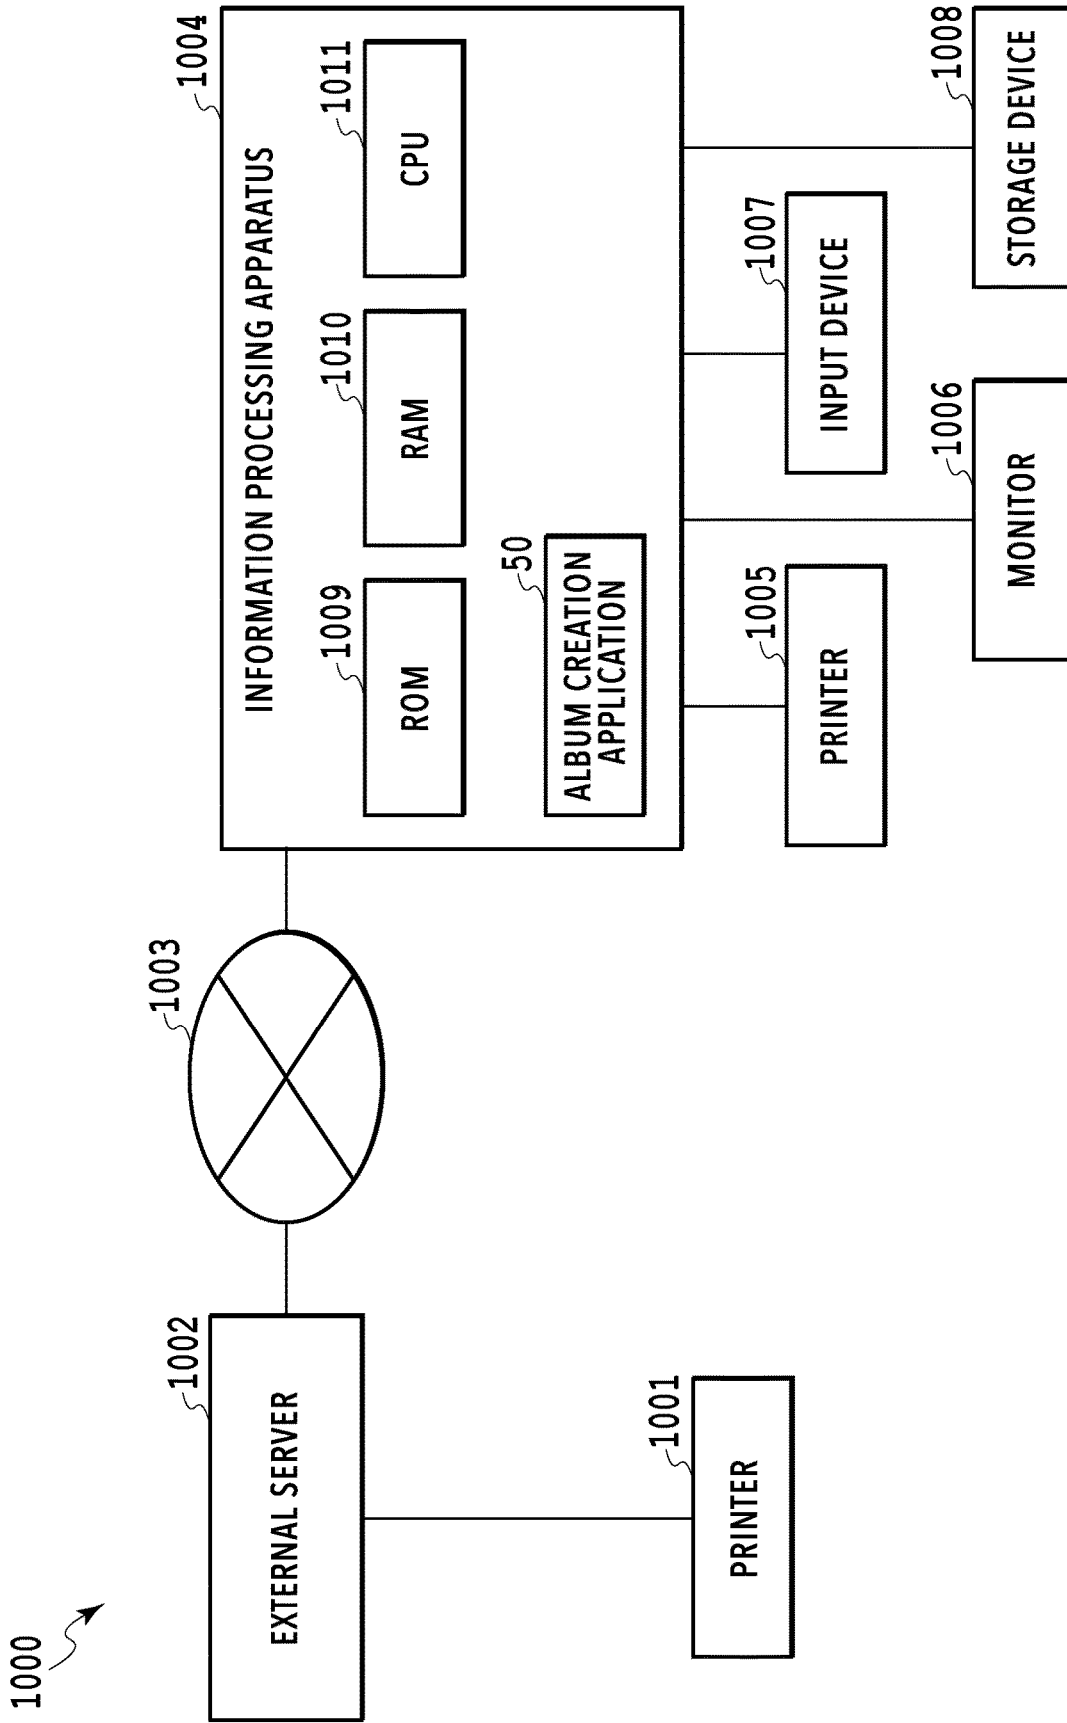 1000
1002
EXTERNAL SERVER
1001
PRINTER
1003
1004
INFORMATION PROCESSING APPARATUS
1009
ROM
1010
RAM
1011
CPU
50
ALBUM CREATION
APPLICATION
1005
PRINTER
1006
MONITOR
1007
INPUT DEVICE
1008
STORAGE DEVICE